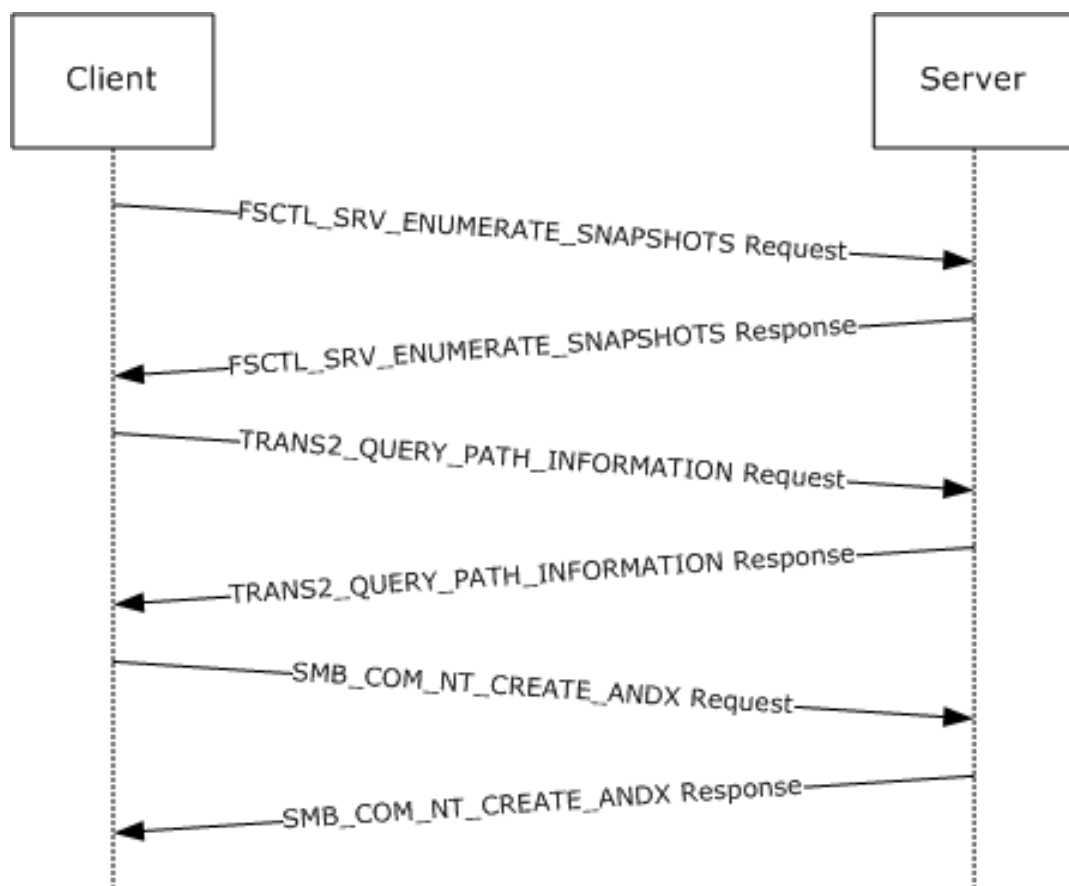 Client
Server
FSCTL_SRV_ENUMERATE_SNAPSHOTS Request
FSCTL_SRV_ENUMERATE_SNAPSHOTS Response
TRANS2_QUERY_PATH_INFORMATION Request
TRANS2_QUERY_PATH_INFORMATION Response
SMB_COM_NT_CREATE_ANDX Request
SMB_COM_NT_CREATE_ANDX Response